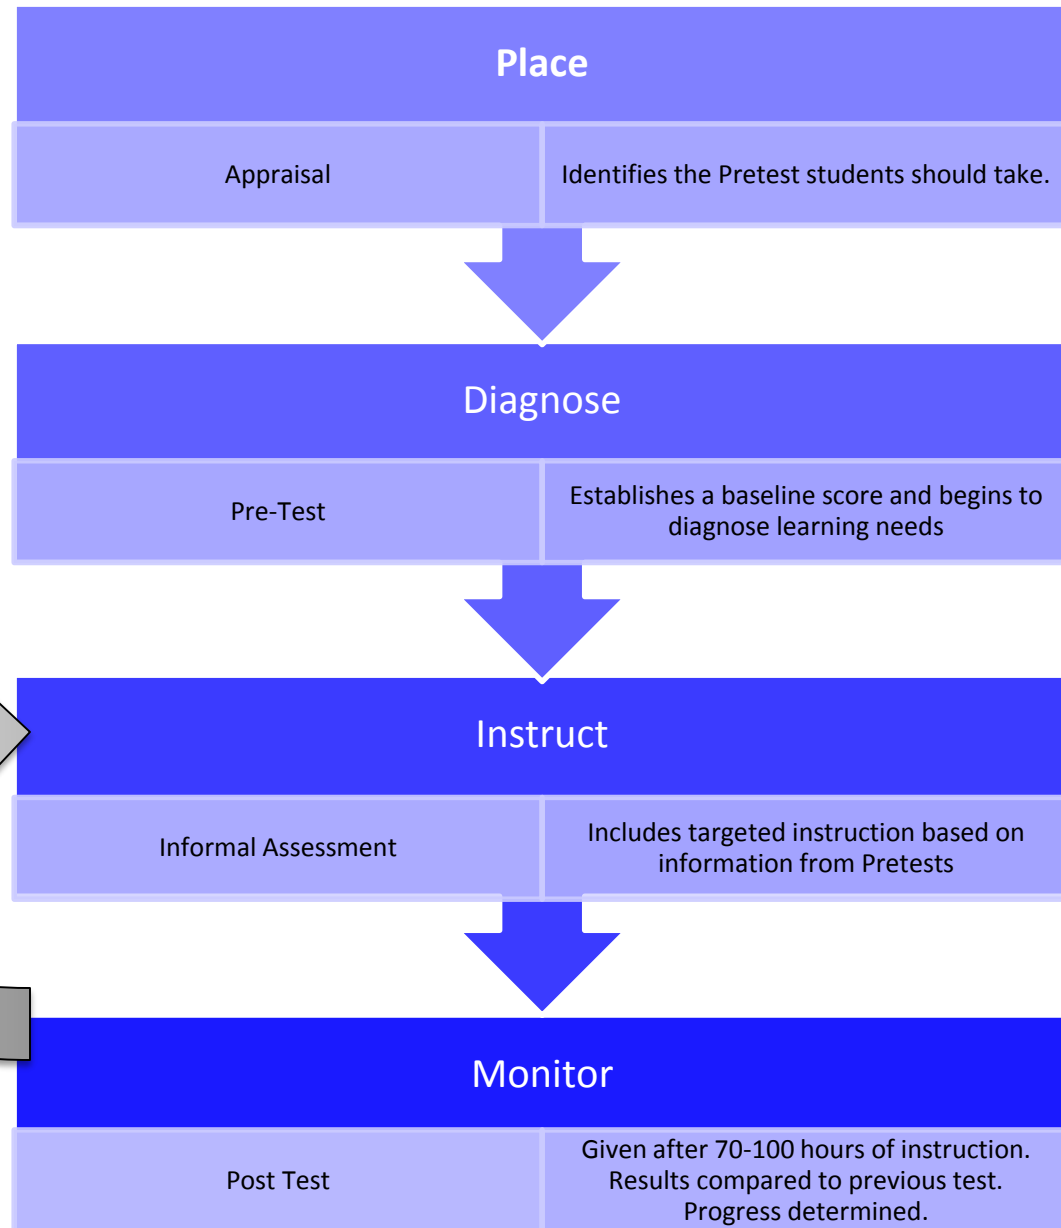 Place
Appraisal
Identifies the Pretest students should take.
Diagnose
Pre-Test
Establishes a baseline score and begins to
diagnose learning needs
Instruct
Informal Assessment
Includes targeted instruction based on
information from Pretests
Monitor
Post Test
Given after 70-100 hours of instruction.
Results compared to previous test.
Progress determined.